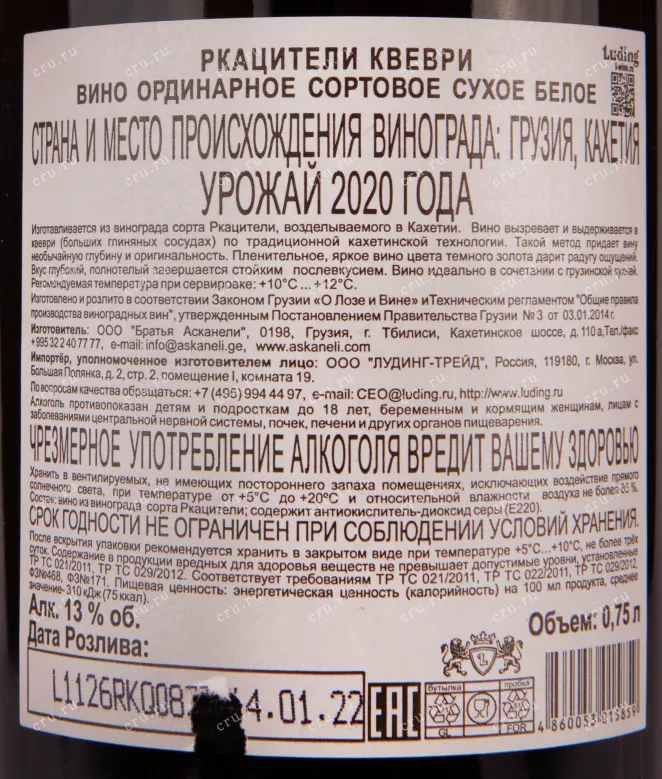 РКАЦИТЕЛИ КВЕВРИ
Luding
ВИНО ОРДИНАРНОЕ СОРТОВОЕ СУХОЕ БЕЛОЕ
СТРАНА И МЕСТО ПРОИСХОЖДЕНИЯ ВИНОГРАДА: ГРУЗИЯ, КАХЕТИЯ
УРОЖАЙ 2020 ГОДА
Изготавливается из винограда сорта Ркацители, возделываемого в Кахетии. Вино вызревает и выдерживается в
квеври (больших глиняных сосудах) по традиционной кахетинской технологии. Такой метод придает вину
необычайную глубину и оригинальность. Пленительное, яркое вино цвета темного золота дарит радугу ощущений.
Вкус глубокий, полнотелый завершается стойким послевкусием. Вино идеально в сочетании с грузинской кухней.
Рекомендуемая температура при сервировке: +10°С ...+12°С.
Изготовлено и розлито в соответствии Законом Грузии «О Лозе и Вине» иТехническим регламентом "Общие правила
производства виноградных вин", утвержденным Постановлением Правительства Грузии №3 от 03.01.2014г.
Изготовитель: ООО "Братья Асканели", 0198, Грузия, г. Тбилиси, Кахетинское шоссе, д.110а,Тел./факс
+995 32 240 77 77, e-mail: info@askaneli.ge, www.askaneli.com
Импортёр, уполномоченное изготовителем лицо: ООО "ЛУДИНГ-ТРЕЙД", Россия, 119180, г. Москва, ул.
Большая Полянка, д. 2, стр. 2, помещение I, комната 19.
По вопросам качества обращаться: +7 (495) 994 44 97, e-mail: CEO@luding.ru, http://www.luding.ru
Алкоголь противопоказан детям и подросткам до 18 лет, беременным и кормящим женщинам, лицам с
заболеваниями центральной нервной системы, почек, печени и других органов пищеварения.
ЧРЕЗМЕРНОЕ УПОТРЕБЛЕНИЕ АЛКОГОЛЯ ВРЕДИТ ВАШЕМУ ЗДОРОВЬЮ
Хранить в вентилируемых, не имеющих постороннего запаха помещениях, исключающих воздействие прямого
солнечного света, при температуре от +5°С до +20°С и относительной влажности воздуха не более %.
Состав: вино из винограда сорта Ркацители; содержит антиокислитель-диоксид серы (E220).
СРОК ГОДНОСТИ НЕ ОГРАНИЧЕН ПРИ СОБЛЮДЕНИИ УСЛОВИЙ ХРАНЕНИЯ.
После вскрытия упаковки рекомендуется хранить в закрытом виде при температуре +5°С...+10°С, не более трёх
суток. Содержание в продукции вредных для здоровья веществ не превышает допустимые уровни, установленные
ТР ТС 021/2011, ТР ТС 029/2012. Соответствует требованиям ТР ТС 021/2011, ТР ТС 022/2011, ТР ТС 029/2012,
ФЗ№468, ФЗ№171. Пищевая ценность: энергетическая ценность (калорийность) на 100 мл продукта, среднее
значение-310 кДж (75 ккал).
Алк. 13 % об.
Объем: 0,75 л
Дата Розлива:
L1126RKQ087 4.01.22
EAC
бутылка
GL
пробка
FOR
4 860053 015859